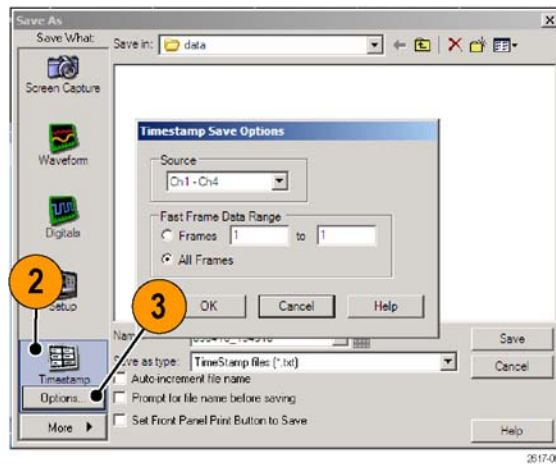 Save As
Save What:
Save in: data
Screen Capture
Waveform
Digitals
Setup
Timestamp
Options...
More
Timestamp Save Options
Source
Ch1 - Ch4
Fast Frame Data Range
Frames 1 to 1
All Frames
OK Cancel Help
2
3
Save
Save as type: TimeStamp files (*.txt)
Cancel
Auto-increment file name
Prompt for file name before saving
Set Front Panel Print Button to Save
Help